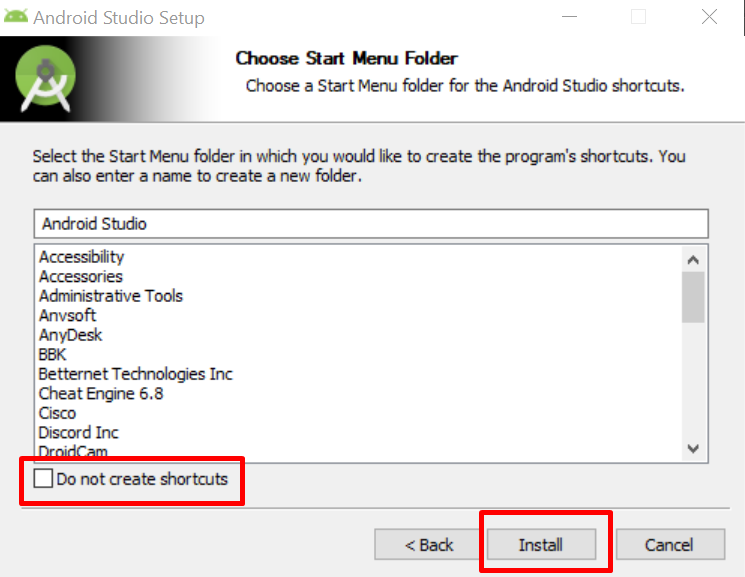 Android Studio Setup
Choose Start Menu Folder
Choose a Start Menu folder for the Android Studio shortcuts.
Select the Start Menu folder in which you would like to create the program's shortcuts. You
can also enter a name to create a new folder.
Android Studio
Accessibility
Accessories
Administrative Tools
Anvsoft
AnyDesk
BBK
Betternet Technologies Inc
Cheat Engine 6.8
Cisco
Discord Inc
DroidCam
Do not create shortcuts
< Back
Install
Cancel